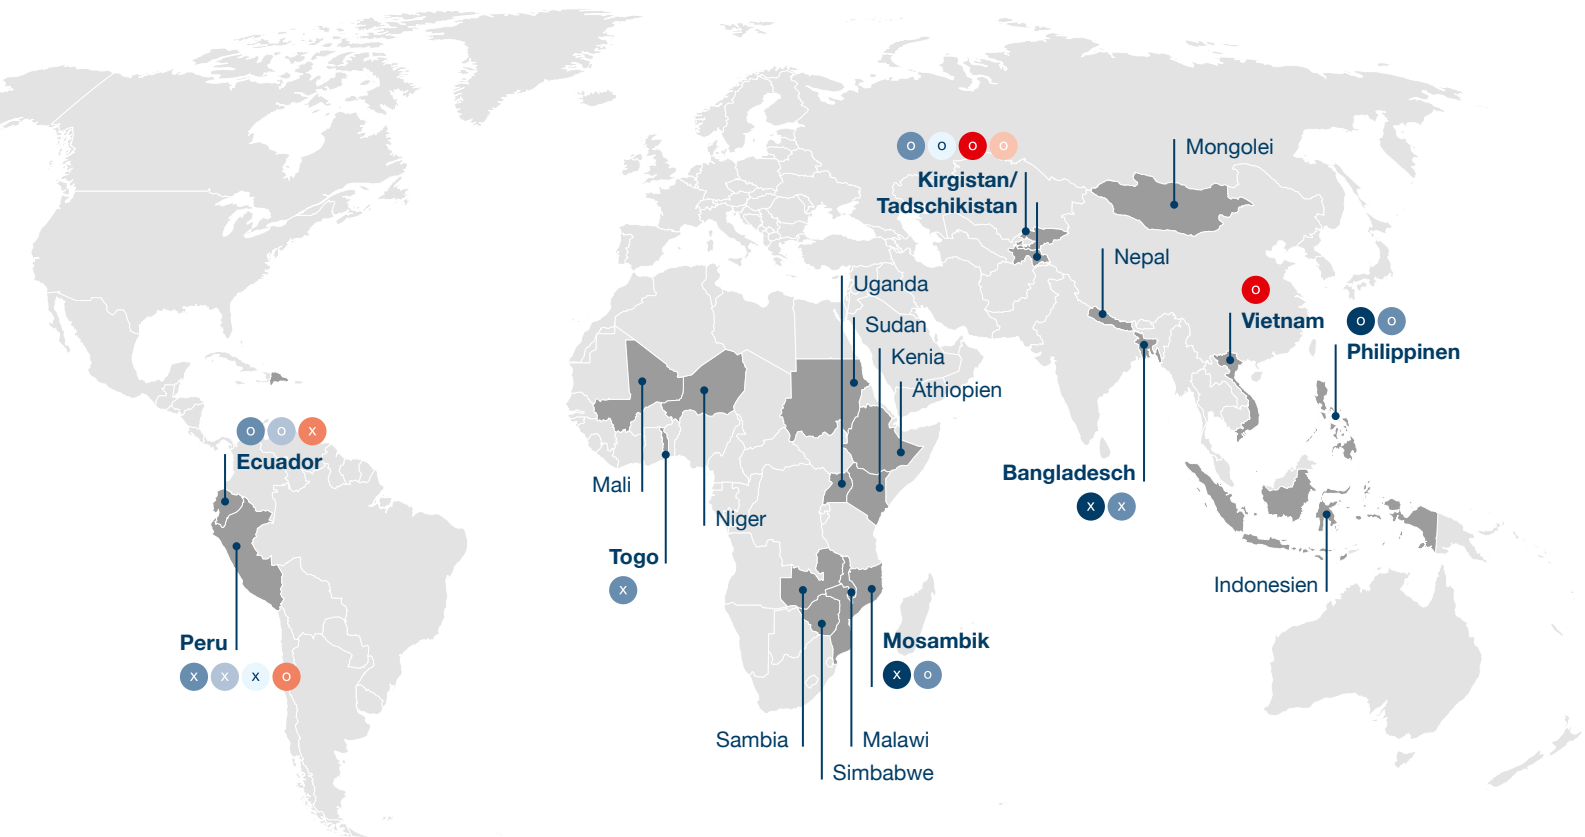 o o o o
Kirgistan/
Tadschikistan
Mongolei
Nepal
Uganda
Sudan
Kenia
Äthiopien
o
Vietnam
o o
Philippinen
o o x
Ecuador
Mali
Niger
Togo
x
Bangladesch
x x
Indonesien
Peru
x x x o
Mosambik
x o
Sambia
Malawi
Simbabwe